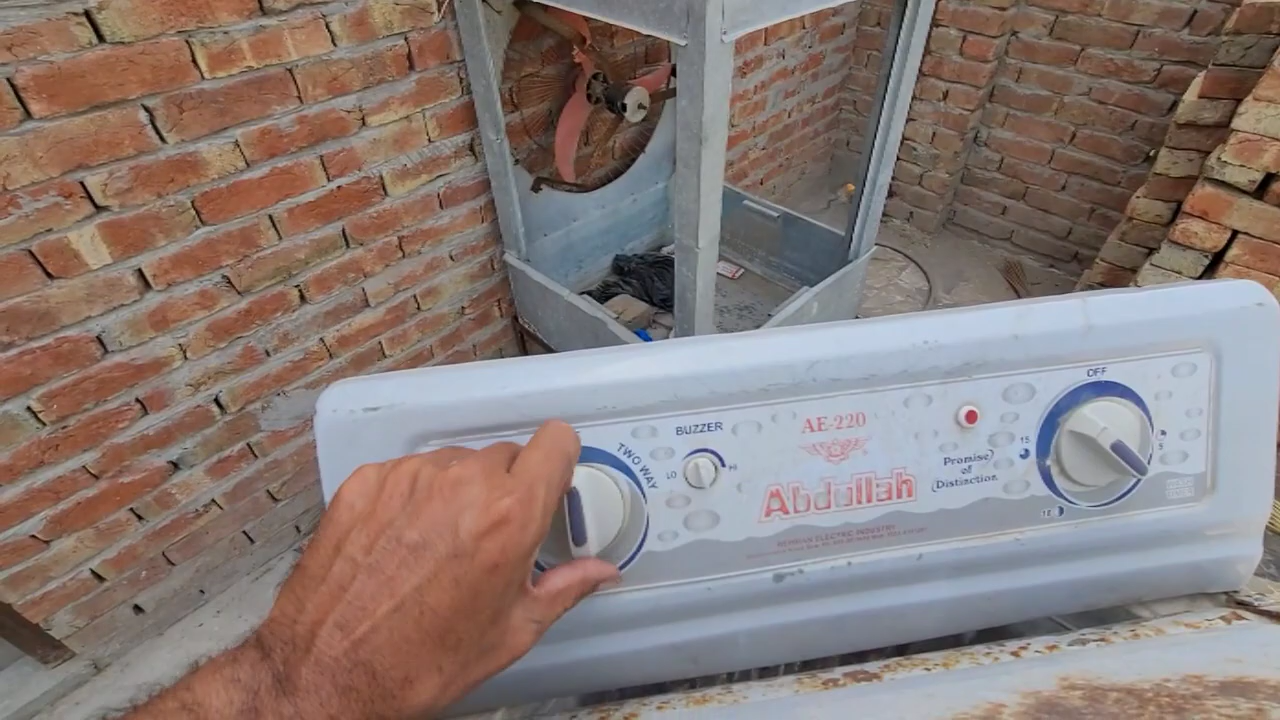 OFF
AE-220
BUZZER
TWO WAY
LO
HI
15
Promise
of
Distinction
Abdullah